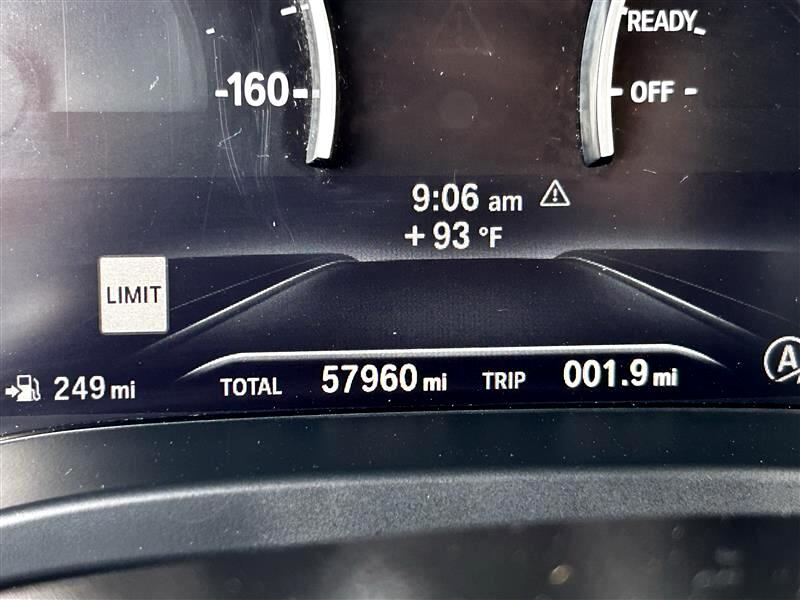 READY
160
OFF
9:06 am
+93 °F
LIMIT
249 mi
TOTAL 57960 mi TRIP 001.9 mi
A